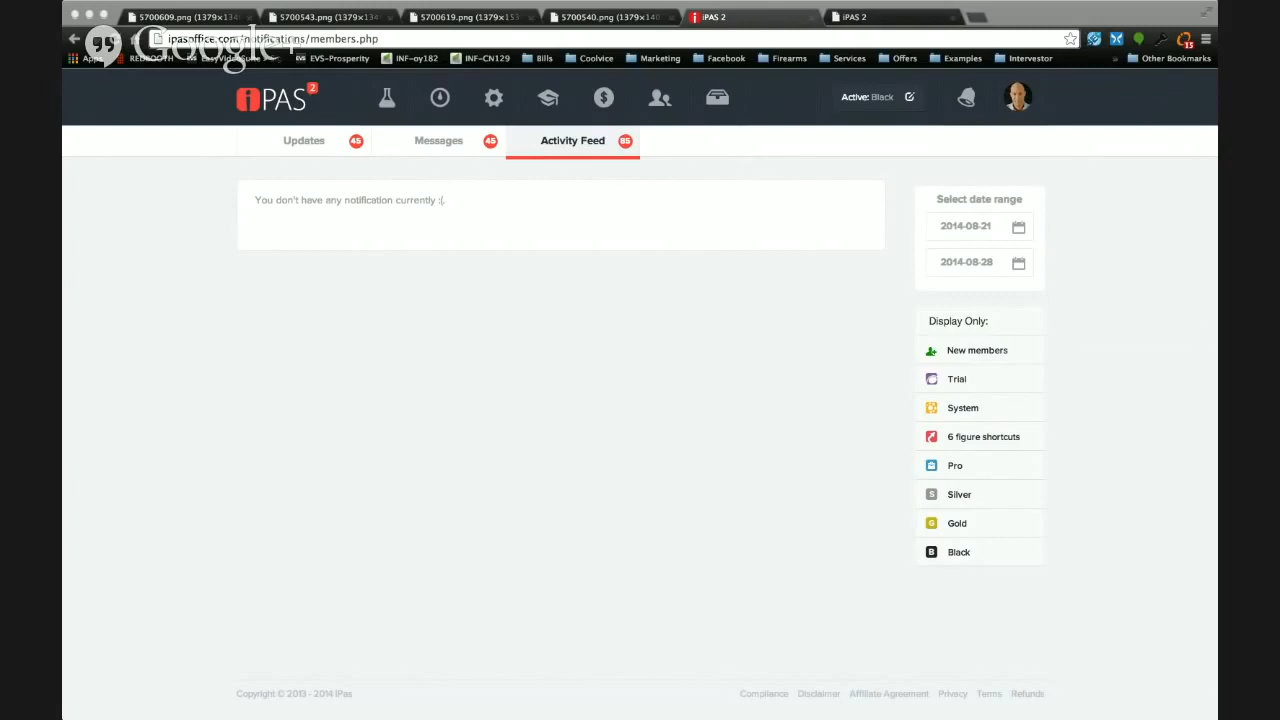 5700609.png (1379×134
5700543.png (1379×134
5700619.png (1379×153
5700540.png (1379×140
iPAS 2
iPAS 2
Google+
ipasoffice.com/notifications/members.php
15
Apps
REDBOOTH
EasyVideoSuite
EVS-Prosperity
INF-oy182
INF-CN129
Bills
Coolvice
Marketing
Facebook
Firearms
Services
Offers
Examples
Intervestor
»
Other Bookmarks
iPAS 2
Active: Black
Updates 45
Messages 45
Activity Feed 85
You don't have any notification currently :(.
Select date range
2014-08-21
2014-08-28
Display Only:
New members
Trial
System
6 figure shortcuts
Pro
S Silver
G Gold
B Black
Copyright © 2013 - 2014 iPas
Compliance Disclaimer Affiliate Agreement Privacy Terms Refunds